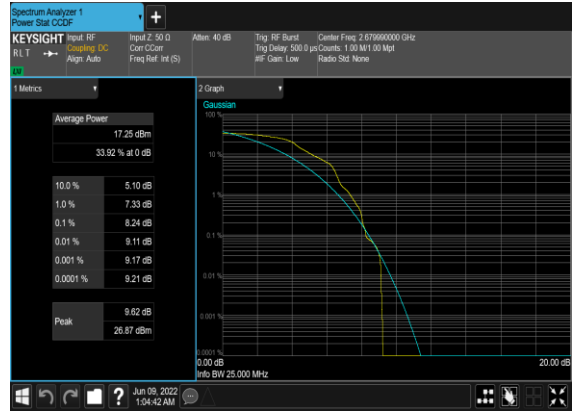 Spectrum Analyzer 1
Power Stat CCDF
+
KEYSIGHT Input: RF Input Z: 50 Ω Atten: 40 dB Trig: RF Burst Center Freq: 2.679990000 GHz
RLT Coupling: DC Corr CCorr Trig Delay: 500.0 µs Counts: 1.00 M/1.00 Mpt
Align: Auto Freq Ref: Int (S) #IF Gain: Low Radio Std: None
1 Metrics
2 Graph
Average Power
17.25 dBm
33.92 % at 0 dB
10.0 % 5.10 dB
1.0 % 7.33 dB
0.1 % 8.24 dB
0.01 % 9.11 dB
0.001 % 9.17 dB
0.0001 % 9.21 dB
Peak 9.62 dB
26.87 dBm
Gaussian
100 %
10 %
1 %
0.1 %
0.01 %
0.001 %
0.0001 %
0.00 dB 20.00 dB
Info BW 25.000 MHz
? Jun 09, 2022
1:04:42 AM